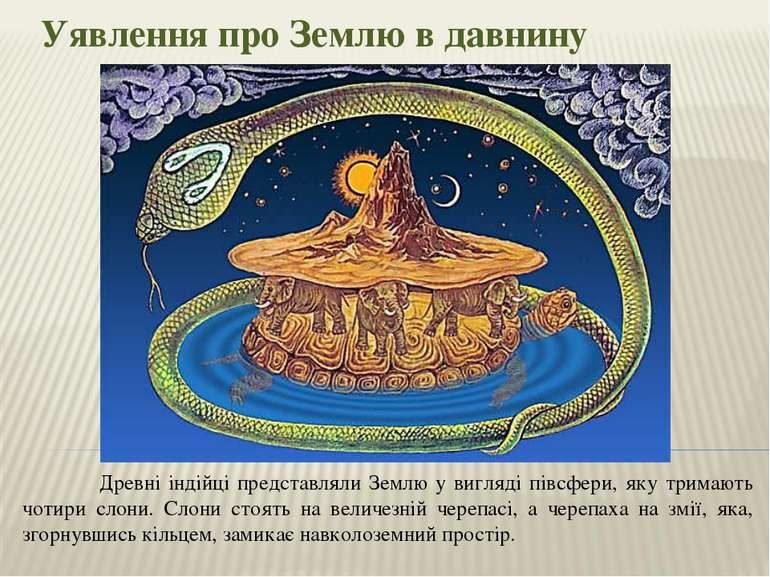 Уявлення про Землю в давнину
Древні індійці представляли Землю у вигляді півсфери, яку тримають
чотири слони. Слони стоять на величезній черепасі, а черепаха на змії, яка,
згорнувшись кільцем, замикає навколоземний простір.